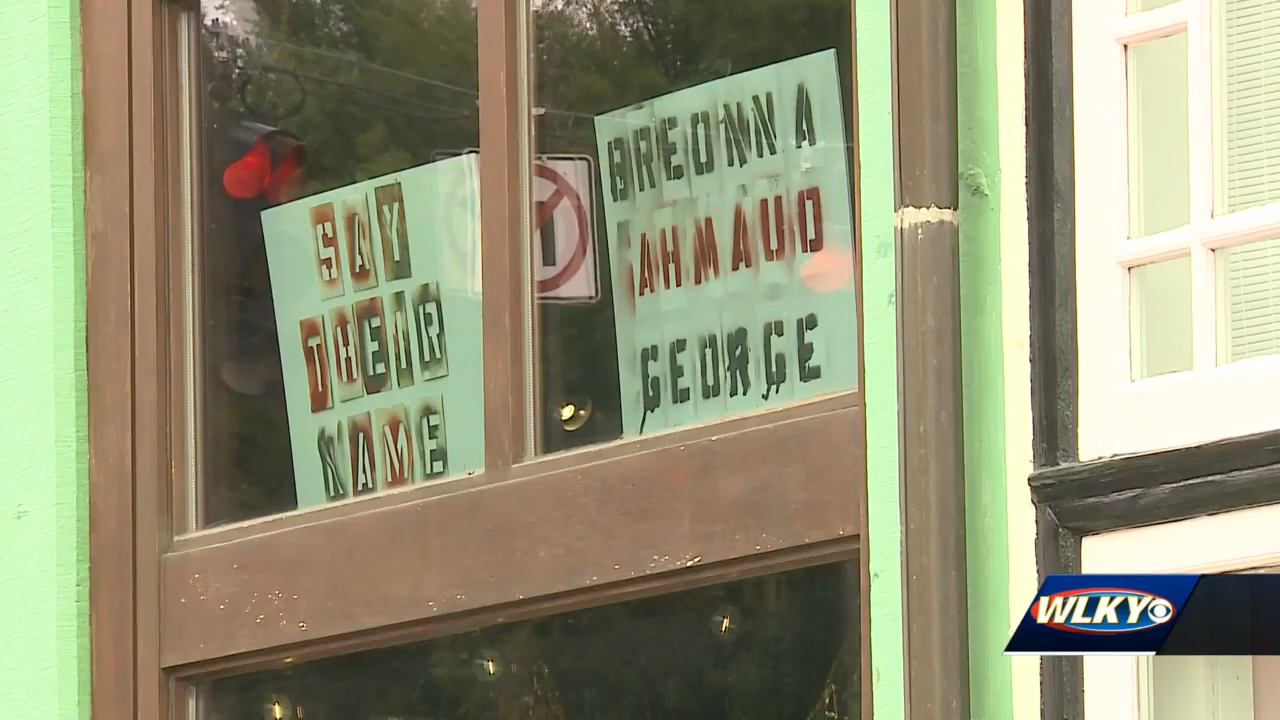 SAY
THEIR
NAME
BREONNA
AHMAUD
GEORGE
WLKY